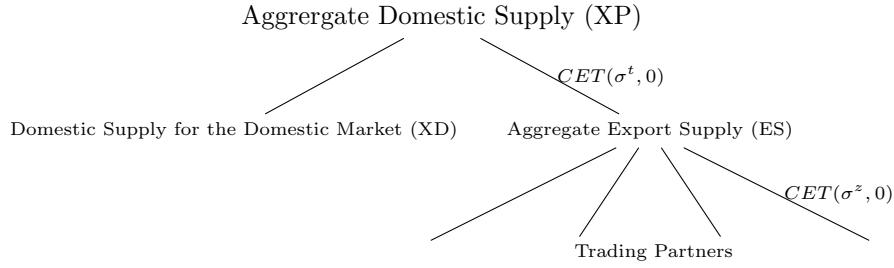 Aggrergate Domestic Supply (XP)
CET(σ^t, 0)
Domestic Supply for the Domestic Market (XD)
Aggregate Export Supply (ES)
CET(σ^z, 0)
Trading Partners